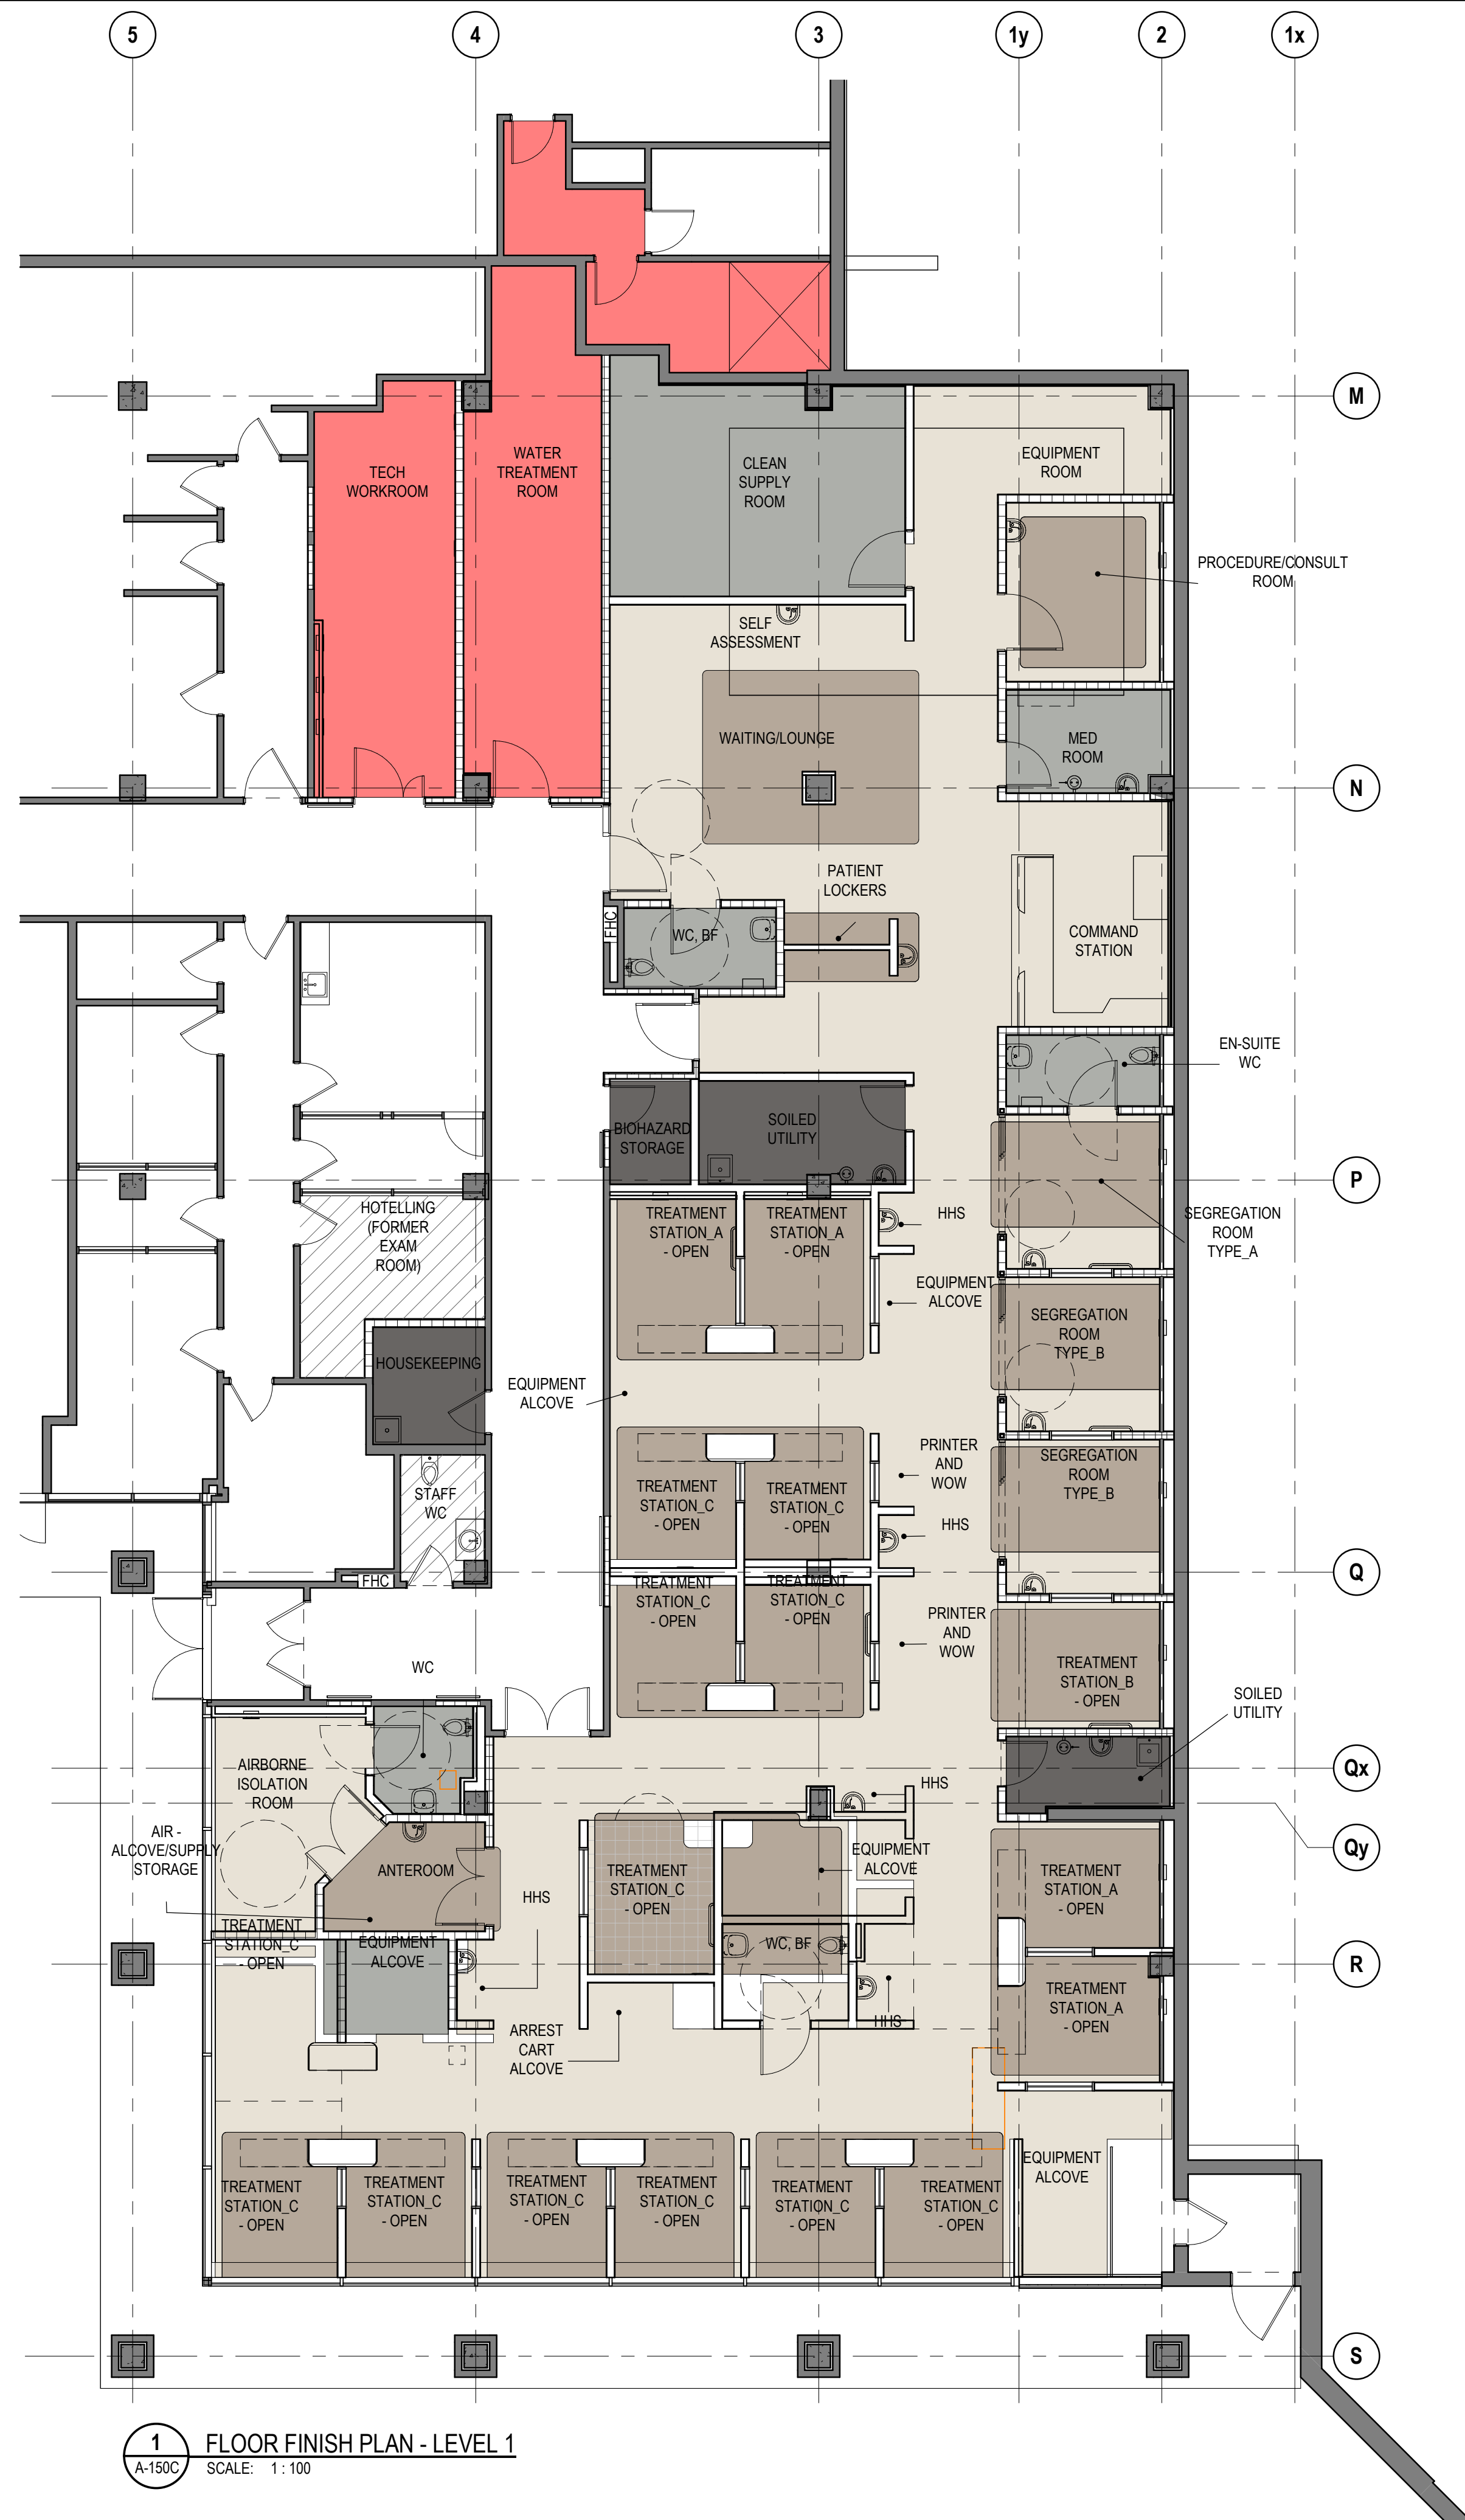 5
4
3
1y
2
1x
M
TECH
WORKROOM
WATER
TREATMENT
ROOM
CLEAN
SUPPLY
ROOM
EQUIPMENT
ROOM
PROCEDURE/CONSULT
ROOM
SELF
ASSESSMENT
WAITING/LOUNGE
MED
ROOM
N
PATIENT
LOCKERS
FHC
WC, BF
COMMAND
STATION
EN-SUITE
WC
BIOHAZARD
STORAGE
SOILED
UTILITY
P
HOTELLING
(FORMER
EXAM
ROOM)
TREATMENT
STATION_A
- OPEN
TREATMENT
STATION_A
- OPEN
HHS
SEGREGATION
ROOM
TYPE_A
EQUIPMENT
ALCOVE
SEGREGATION
ROOM
TYPE_B
HOUSEKEEPING
EQUIPMENT
ALCOVE
PRINTER
AND
WOW
SEGREGATION
ROOM
TYPE_B
STAFF
WC
TREATMENT
STATION_C
- OPEN
TREATMENT
STATION_C
- OPEN
HHS
FHC
Q
TREATMENT
STATION_C
- OPEN
TREATMENT
STATION_C
- OPEN
PRINTER
AND
WOW
WC
TREATMENT
STATION_B
- OPEN
SOILED
UTILITY
AIRBORNE
ISOLATION
ROOM
HHS
Qx
AIR -
ALCOVE/SUPPLY
STORAGE
ANTEROOM
TREATMENT
STATION_C
- OPEN
EQUIPMENT
ALCOVE
TREATMENT
STATION_A
- OPEN
Qy
HHS
TREATMENT
STATION_C
- OPEN
EQUIPMENT
ALCOVE
WC, BF
R
TREATMENT
STATION_A
- OPEN
HHS
ARREST
CART
ALCOVE
TREATMENT
STATION_C
- OPEN
TREATMENT
STATION_C
- OPEN
TREATMENT
STATION_C
- OPEN
TREATMENT
STATION_C
- OPEN
TREATMENT
STATION_C
- OPEN
TREATMENT
STATION_C
- OPEN
EQUIPMENT
ALCOVE
S
1
A-150C
FLOOR FINISH PLAN - LEVEL 1
SCALE: 1 : 100